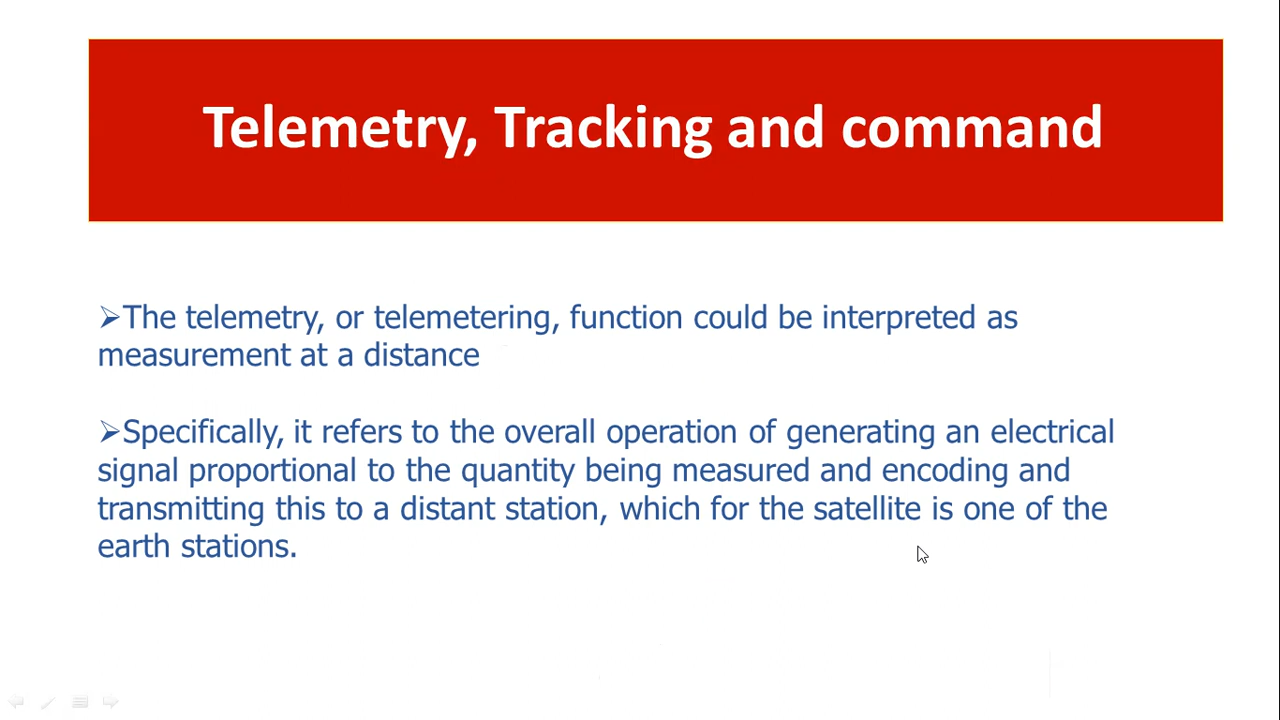 Telemetry, Tracking and command
➢The telemetry, or telemetering, function could be interpreted as
measurement at a distance
➢Specifically, it refers to the overall operation of generating an electrical
signal proportional to the quantity being measured and encoding and
transmitting this to a distant station, which for the satellite is one of the
earth stations.